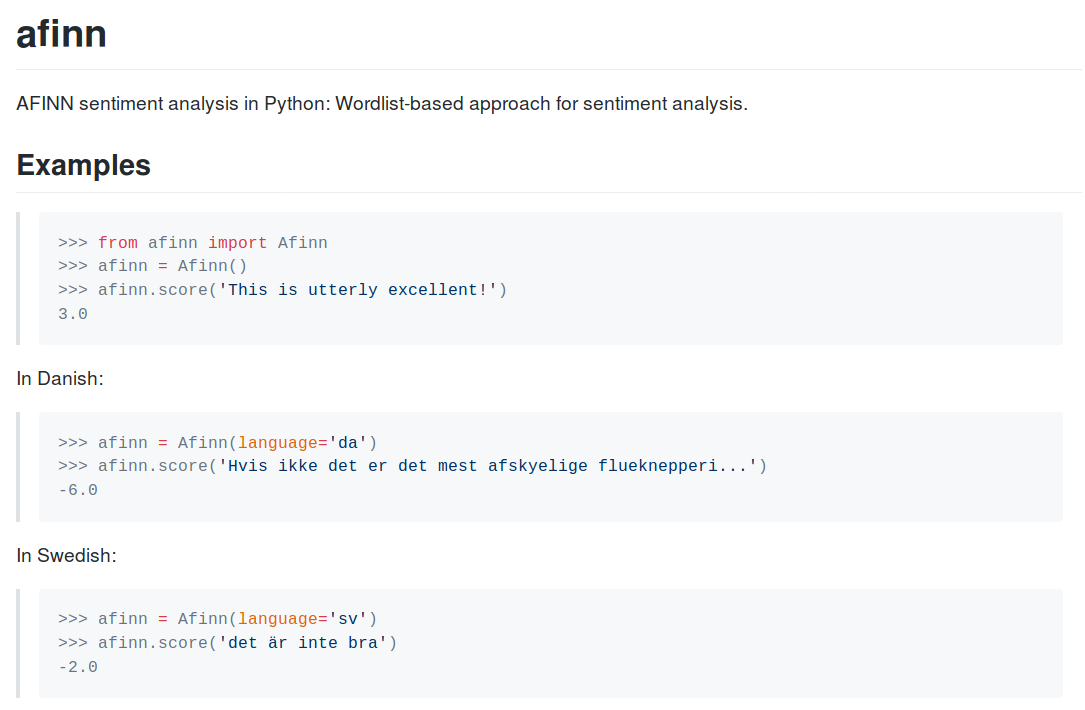 afinn
AFINN sentiment analysis in Python: Wordlist-based approach for sentiment analysis.
Examples
>>> from afinn import Afinn
>>> afinn = Afinn()
>>> afinn.score('This is utterly excellent!')
3.0
In Danish:
>>> afinn = Afinn(language='da')
>>> afinn.score('Hvis ikke det er det mest afskyelige flueknepperi...')
-6.0
In Swedish:
>>> afinn = Afinn(language='sv')
>>> afinn.score('det är inte bra')
-2.0